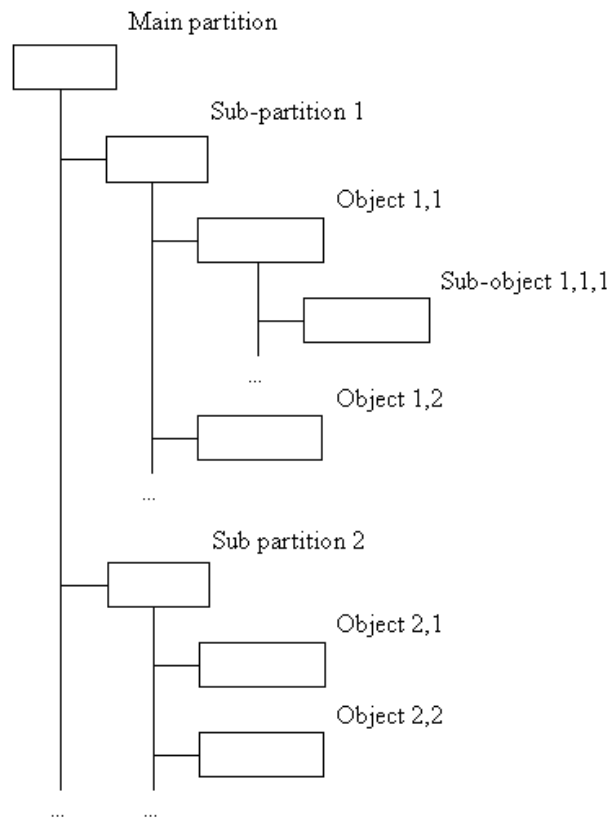 Main partition
Sub-partition 1
Object 1,1
Sub-object 1,1,1
...
Object 1,2
...
Sub partition 2
Object 2,1
Object 2,2
... ...